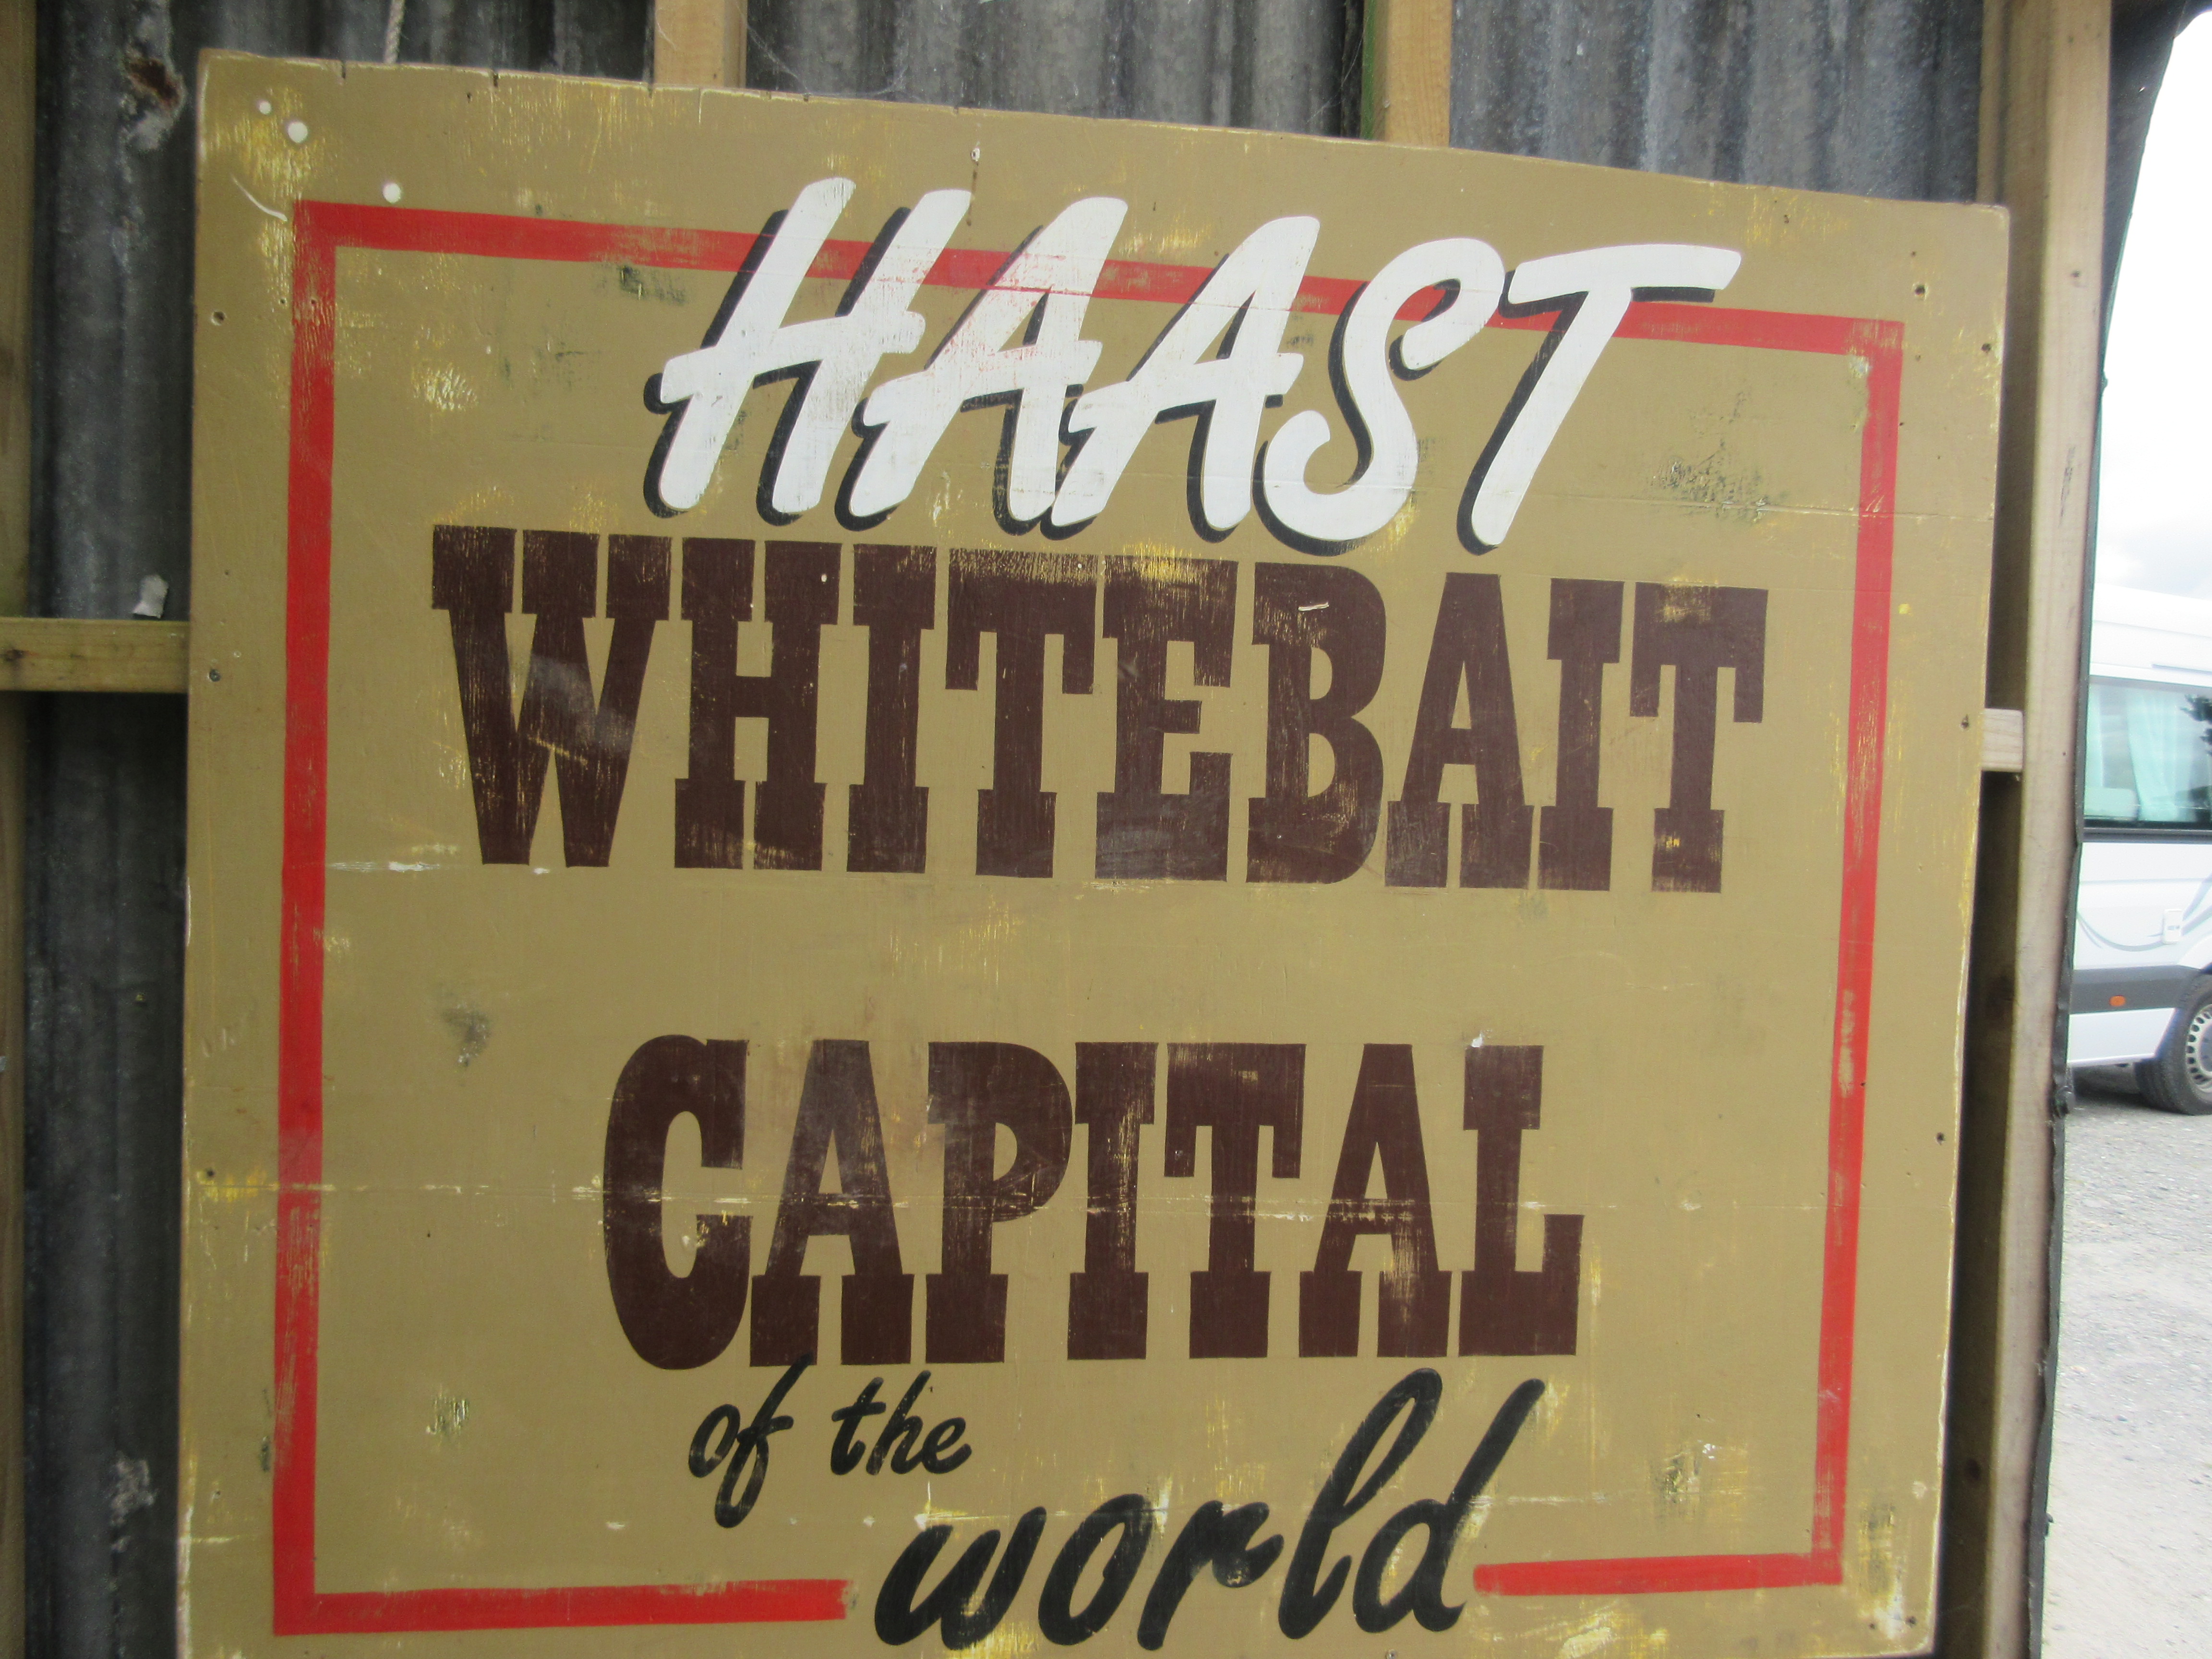 HAAST
WHITEBAIT
CAPITAL
of the
world